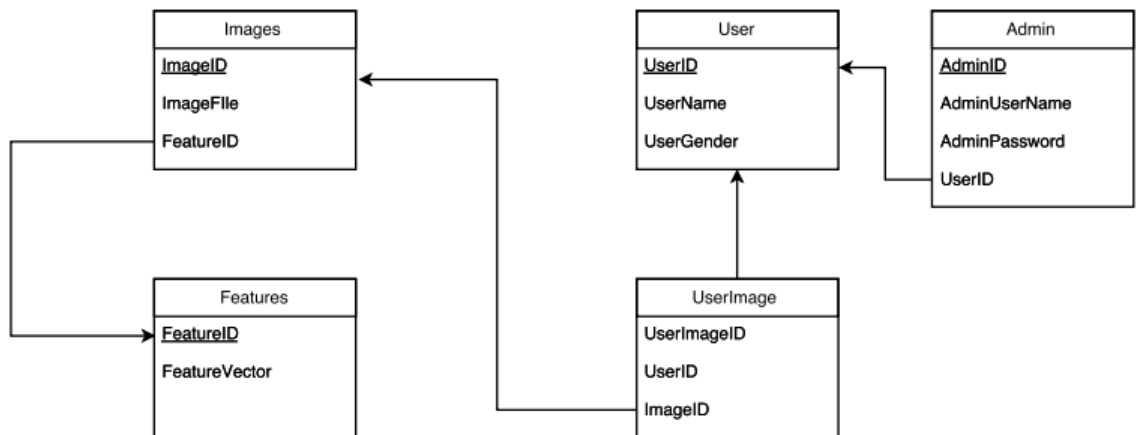 Images
ImageID
ImageFIle
FeatureID
User
UserID
UserName
UserGender
Admin
AdminID
AdminUserName
AdminPassword
UserID
Features
FeatureID
FeatureVector
UserImage
UserImageID
UserID
ImageID